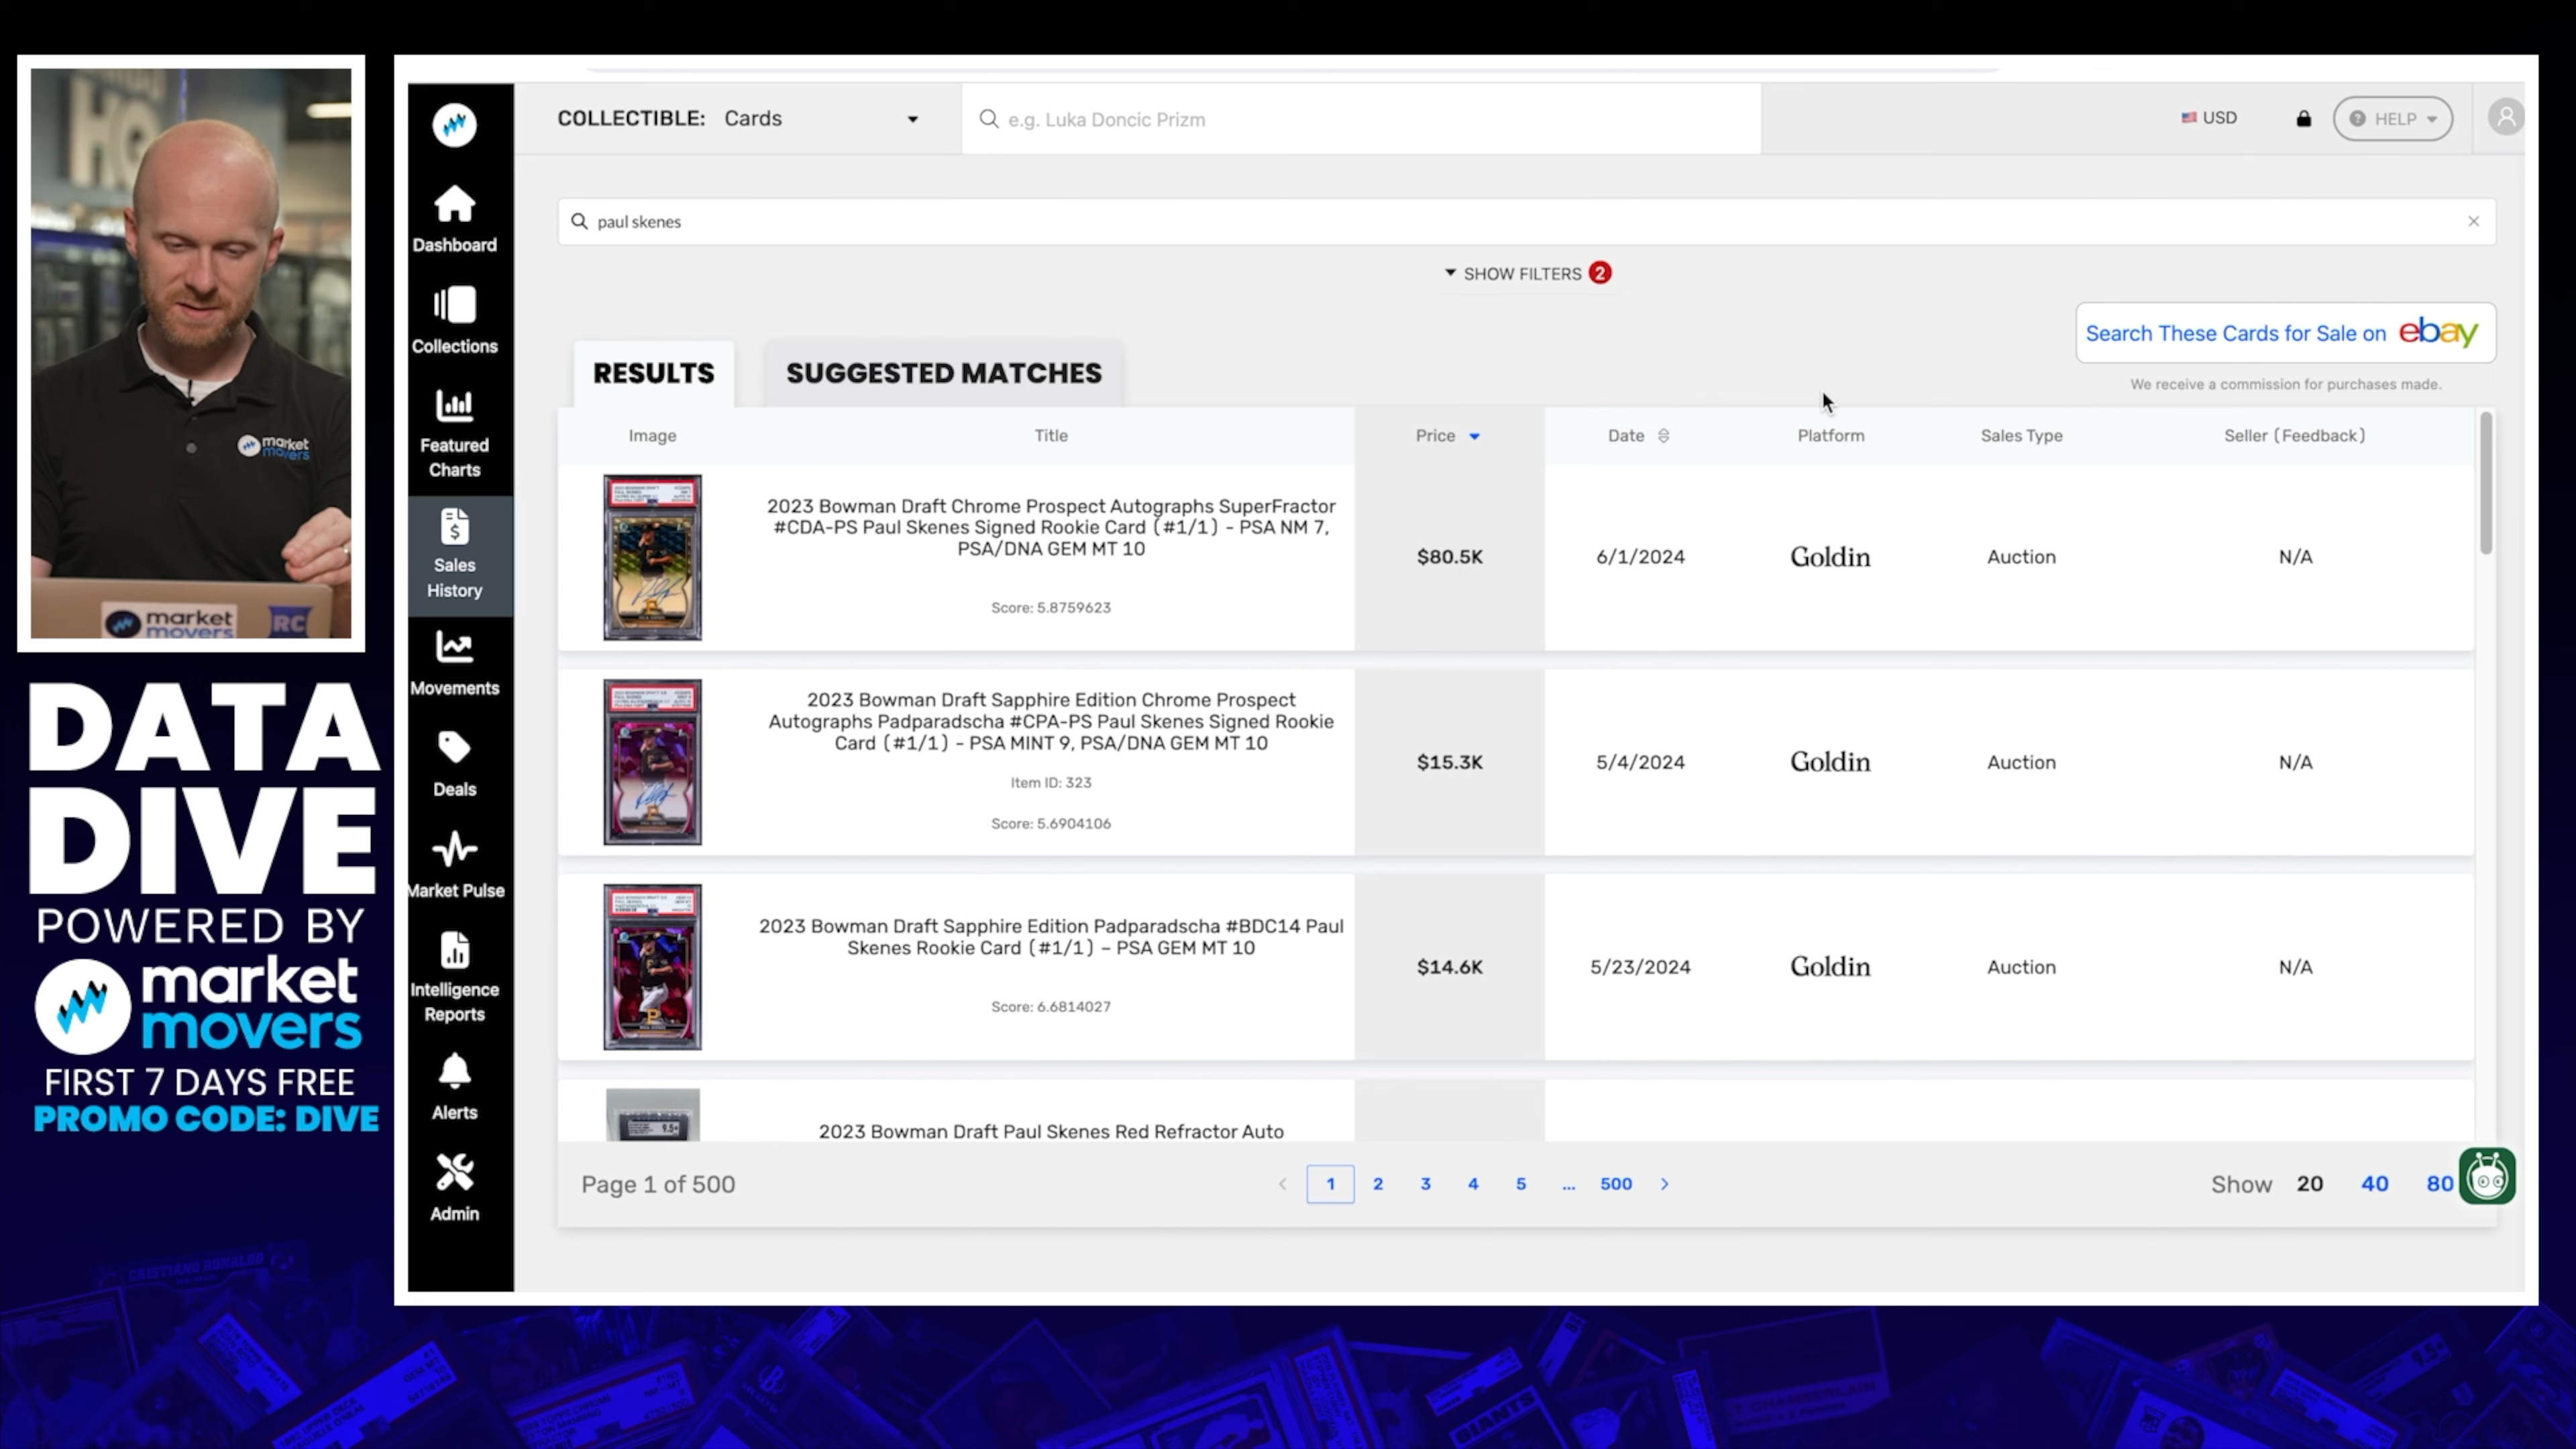 market
movers
market
movers
RC
DATA
DIVE
POWERED BY
market
movers
FIRST 7 DAYS FREE
PROMO CODE: DIVE
Dashboard
Collections
Featured
Charts
Sales
History
Movements
Deals
Market Pulse
Intelligence
Reports
Alerts
Admin
COLLECTIBLE: Cards
e.g. Luka Doncic Prizm
USD
HELP
paul skenes
SHOW FILTERS 2
Search These Cards for Sale on ebay
We receive a commission for purchases made.
RESULTS
SUGGESTED MATCHES
Image Title Price Date Platform Sales Type Seller (Feedback)
2023 Bowman Draft Chrome Prospect Autographs SuperFractor
#CDA-PS Paul Skenes Signed Rookie Card (#1/1) - PSA NM 7,
PSA/DNA GEM MT 10
Score: 5.8759623
$80.5K 6/1/2024 Goldin Auction N/A
2023 Bowman Draft Sapphire Edition Chrome Prospect
Autographs Padparadscha #CPA-PS Paul Skenes Signed Rookie
Card (#1/1) - PSA MINT 9, PSA/DNA GEM MT 10
Item ID: 323
Score: 5.6904106
$15.3K 5/4/2024 Goldin Auction N/A
2023 Bowman Draft Sapphire Edition Padparadscha #BDC14 Paul
Skenes Rookie Card (#1/1) – PSA GEM MT 10
Score: 6.6814027
$14.6K 5/23/2024 Goldin Auction N/A
9.5
2023 Bowman Draft Paul Skenes Red Refractor Auto
Page 1 of 500
1 2 3 4 5 ... 500
Show 20 40 80
CRISTIANO RONALDO
GIANTS